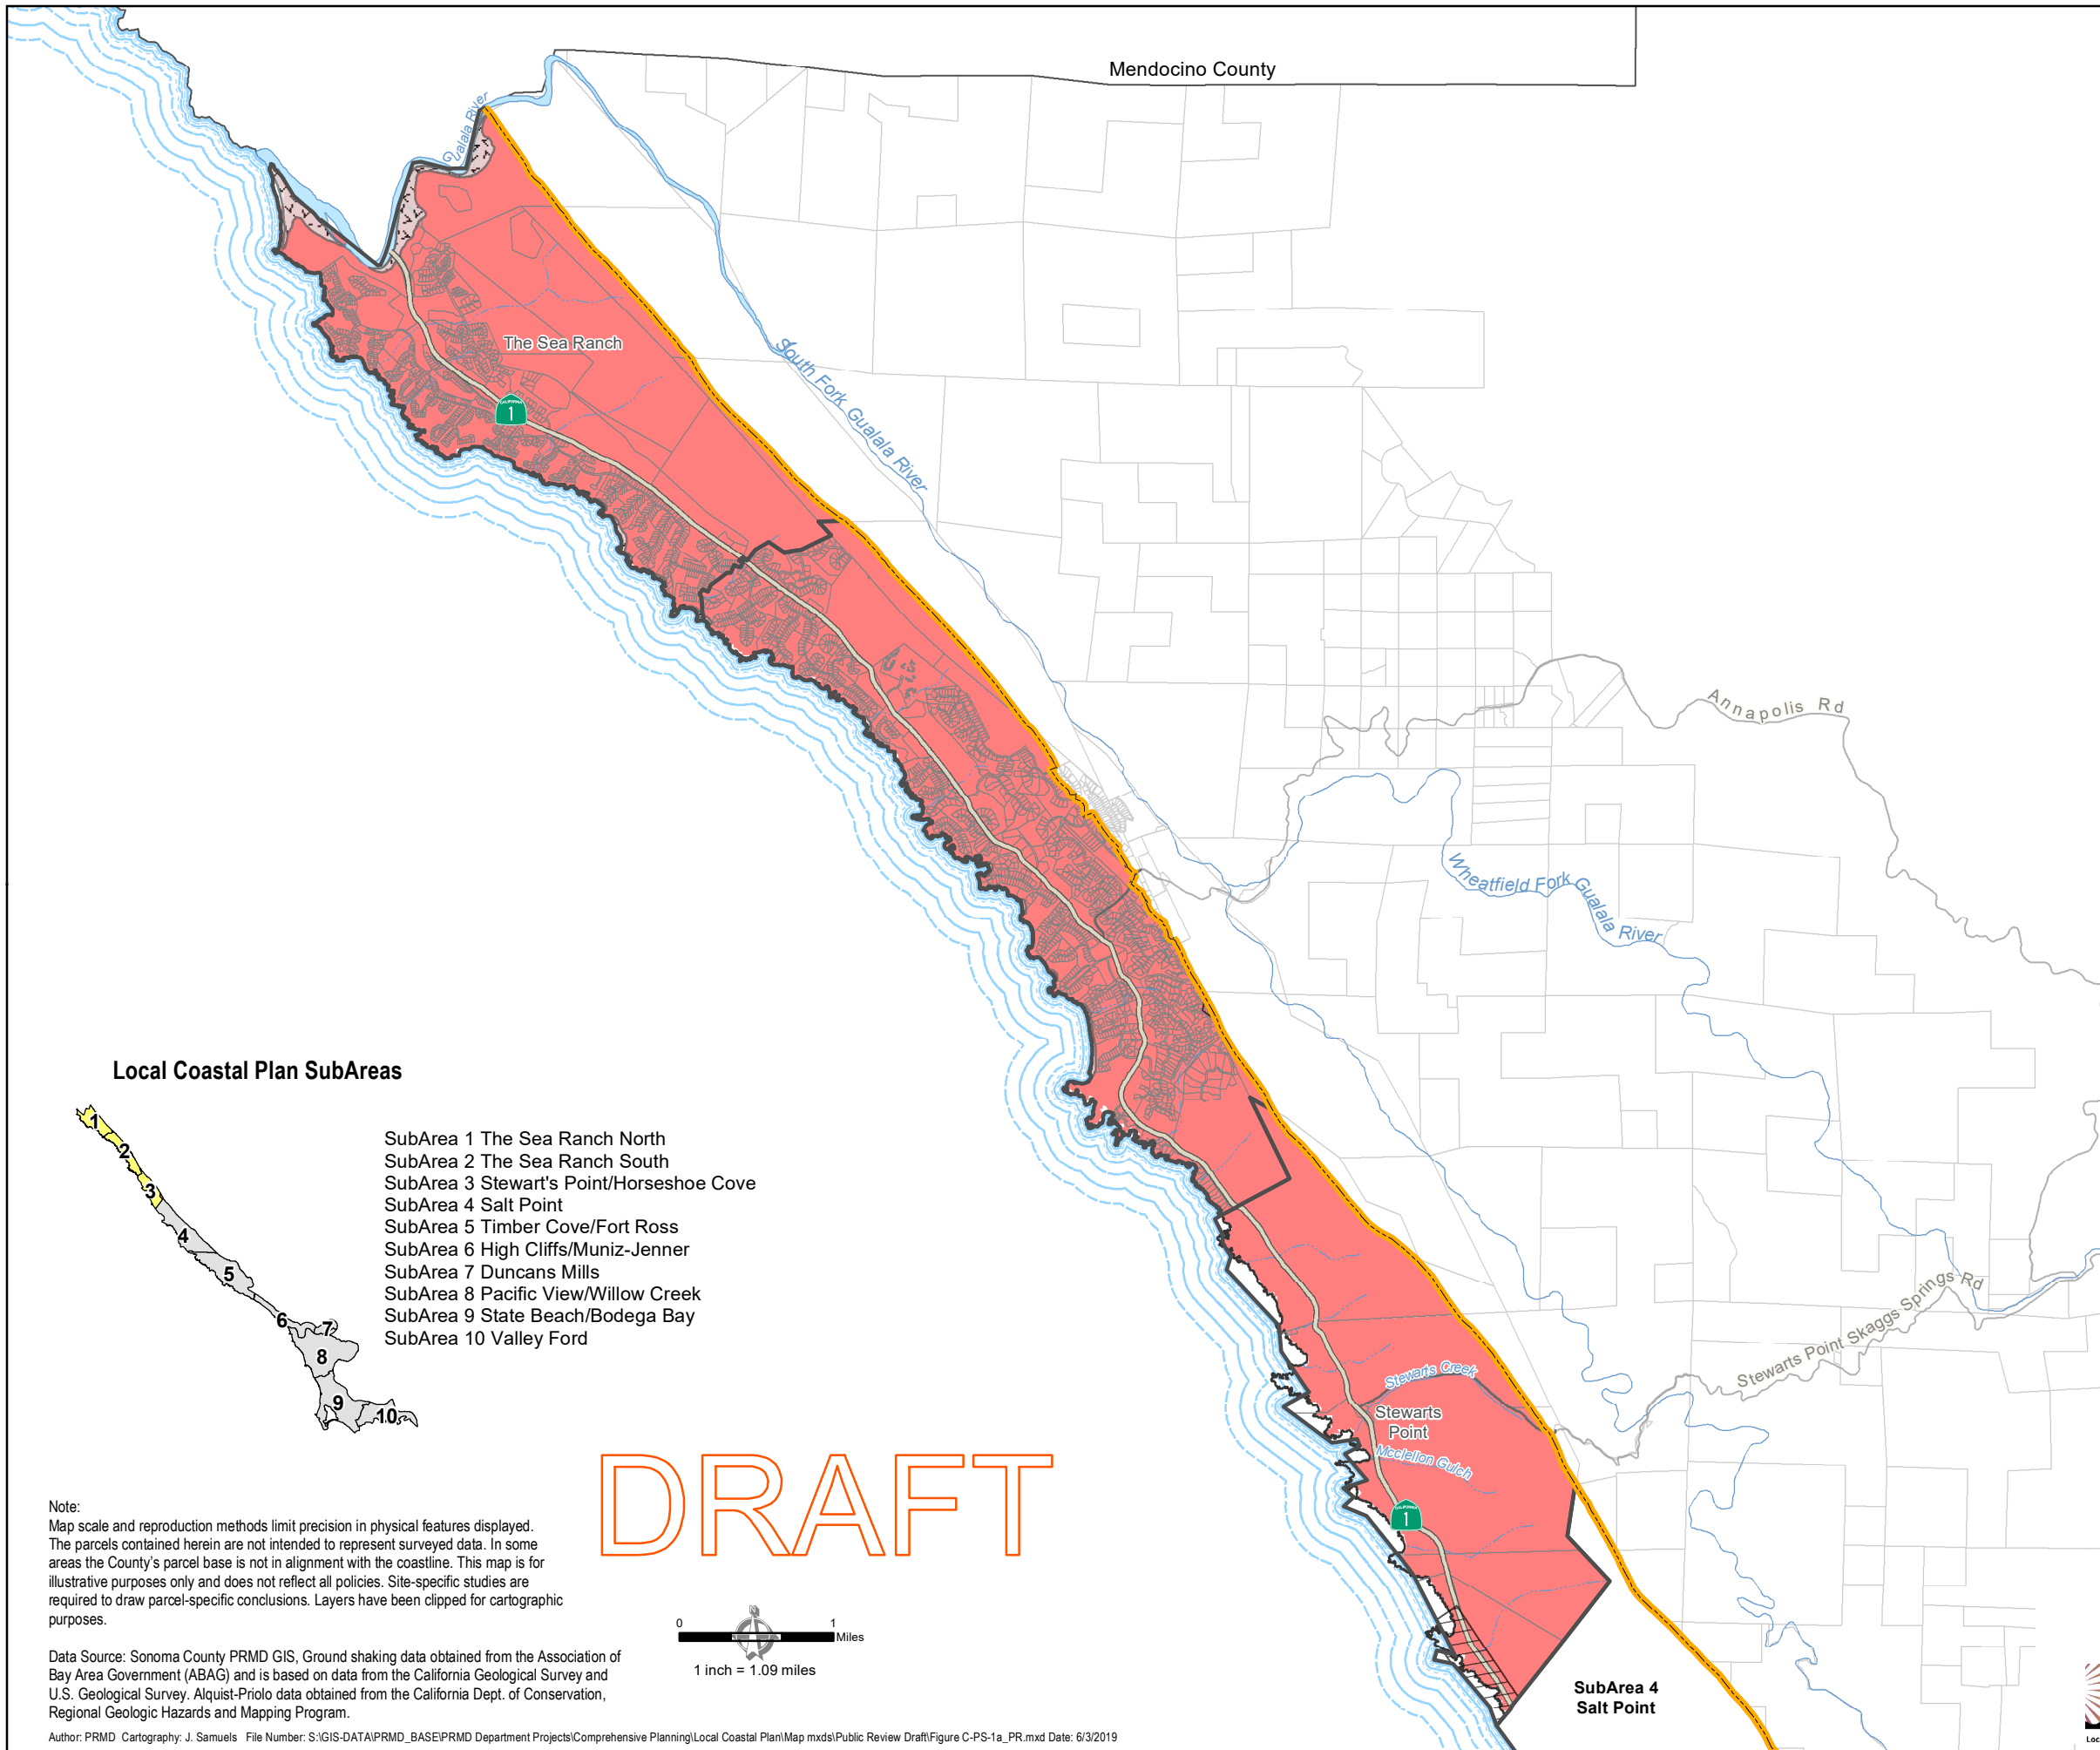 Mendocino County
Gualala River
The Sea Ranch
CALIFORNIA
1
South Fork Gualala River
Annapolis Rd
Wheatfield Fork Gualala River
Local Coastal Plan SubAreas
1
2
3
4
5
6
7
8
9
10
SubArea 1 The Sea Ranch North
SubArea 2 The Sea Ranch South
SubArea 3 Stewart's Point/Horseshoe Cove
SubArea 4 Salt Point
SubArea 5 Timber Cove/Fort Ross
SubArea 6 High Cliffs/Muniz-Jenner
SubArea 7 Duncans Mills
SubArea 8 Pacific View/Willow Creek
SubArea 9 State Beach/Bodega Bay
SubArea 10 Valley Ford
Stewarts Point Skaggs Springs Rd
Stewarts Creek
Stewarts
Point
Mcclellon Gulch
CALIFORNIA
1
DRAFT
Note:
Map scale and reproduction methods limit precision in physical features displayed.
The parcels contained herein are not intended to represent surveyed data. In some
areas the County's parcel base is not in alignment with the coastline. This map is for
illustrative purposes only and does not reflect all policies. Site-specific studies are
required to draw parcel-specific conclusions. Layers have been clipped for cartographic
purposes.
0 1
Miles
1 inch = 1.09 miles
Data Source: Sonoma County PRMD GIS, Ground shaking data obtained from the Association of
Bay Area Government (ABAG) and is based on data from the California Geological Survey and
U.S. Geological Survey. Alquist-Priolo data obtained from the California Dept. of Conservation,
Regional Geologic Hazards and Mapping Program.
SubArea 4
Salt Point
Author: PRMD Cartography: J. Samuels File Number: S:\GIS-DATA\PRMD_BASE\PRMD Department Projects\Comprehensive Planning\Local Coastal Plan\Map mxds\Public Review Draft\Figure C-PS-1a_PR.mxd Date: 6/3/2019